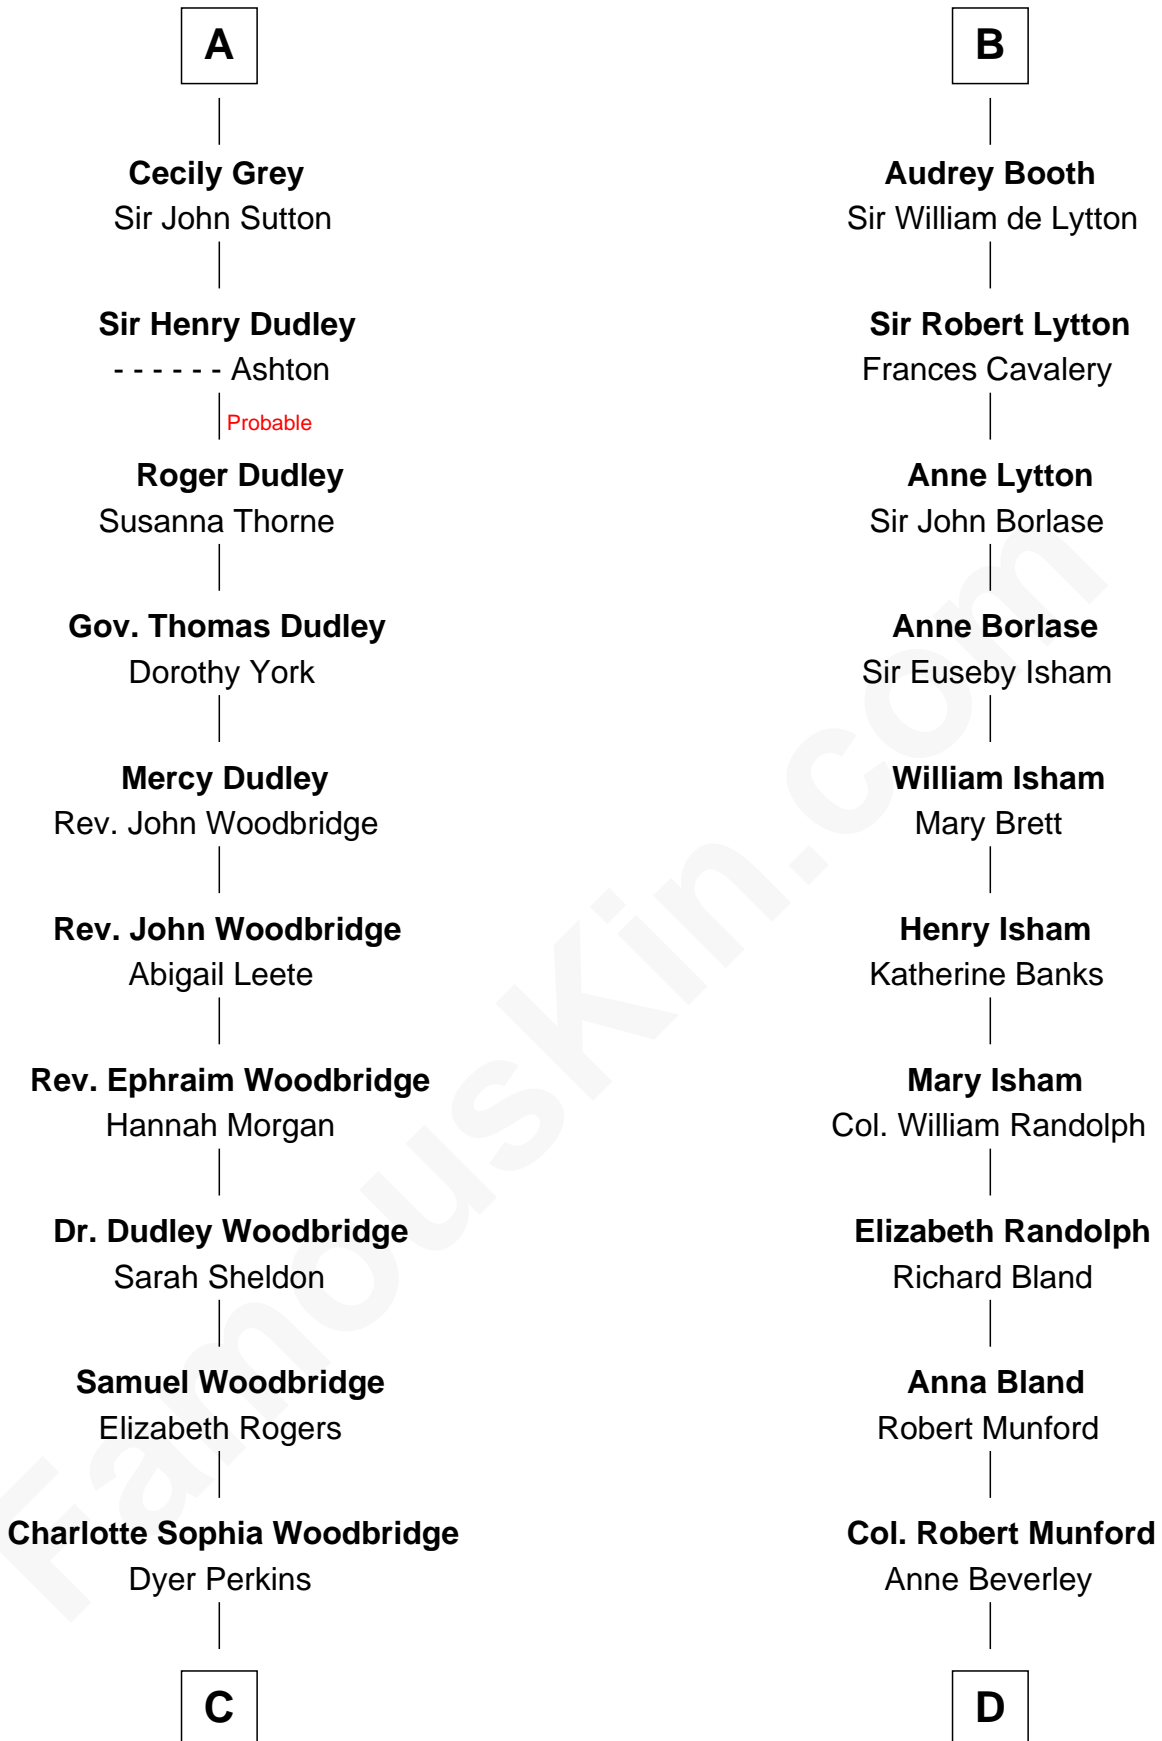 A
Cecily Grey
Sir John Sutton
Sir Henry Dudley
- - - - - - Ashton
Probable
Roger Dudley
Susanna Thorne
Gov. Thomas Dudley
Dorothy York
Mercy Dudley
Rev. John Woodbridge
Rev. John Woodbridge
Abigail Leete
Rev. Ephraim Woodbridge
Hannah Morgan
Dr. Dudley Woodbridge
Sarah Sheldon
Samuel Woodbridge
Elizabeth Rogers
Charlotte Sophia Woodbridge
Dyer Perkins
C
B
Audrey Booth
Sir William de Lytton
Sir Robert Lytton
Frances Cavalery
Anne Lytton
Sir John Borlase
Anne Borlase
Sir Euseby Isham
William Isham
Mary Brett
Henry Isham
Katherine Banks
Mary Isham
Col. William Randolph
Elizabeth Randolph
Richard Bland
Anna Bland
Robert Munford
Col. Robert Munford
Anne Beverley
D
FamousKin.com